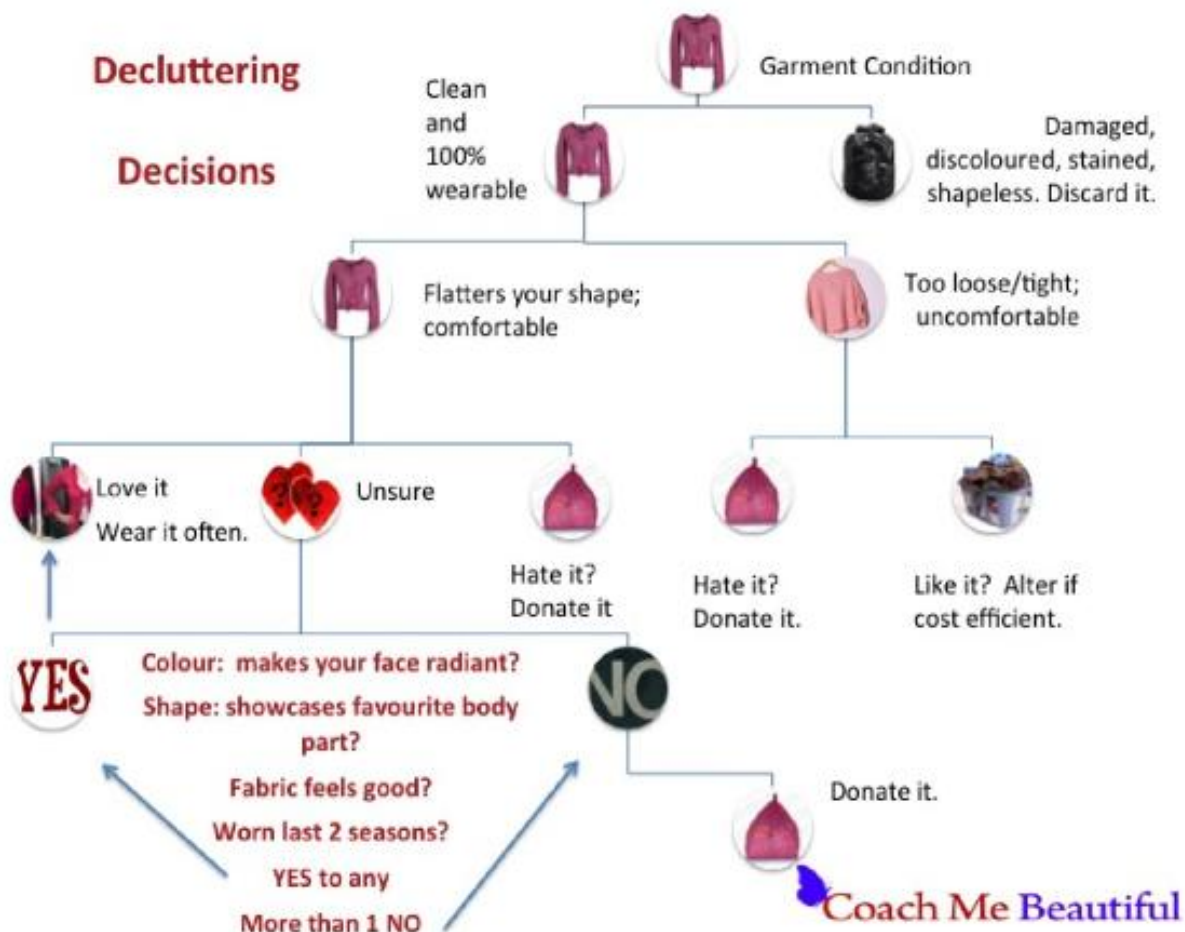 Decluttering
Decisions
Garment Condition
Clean
and
100%
wearable
Damaged,
discoloured, stained,
shapeless. Discard it.
Flatters your shape;
comfortable
Too loose/tight;
uncomfortable
Love it
Wear it often.
? ?
Unsure
Hate it?
Donate it
Hate it?
Donate it.
Like it? Alter if
cost efficient.
YES
Colour: makes your face radiant?
Shape: showcases favourite body
part?
Fabric feels good?
Worn last 2 seasons?
YES to any
More than 1 NO
NO
Donate it.
Coach Me Beautiful